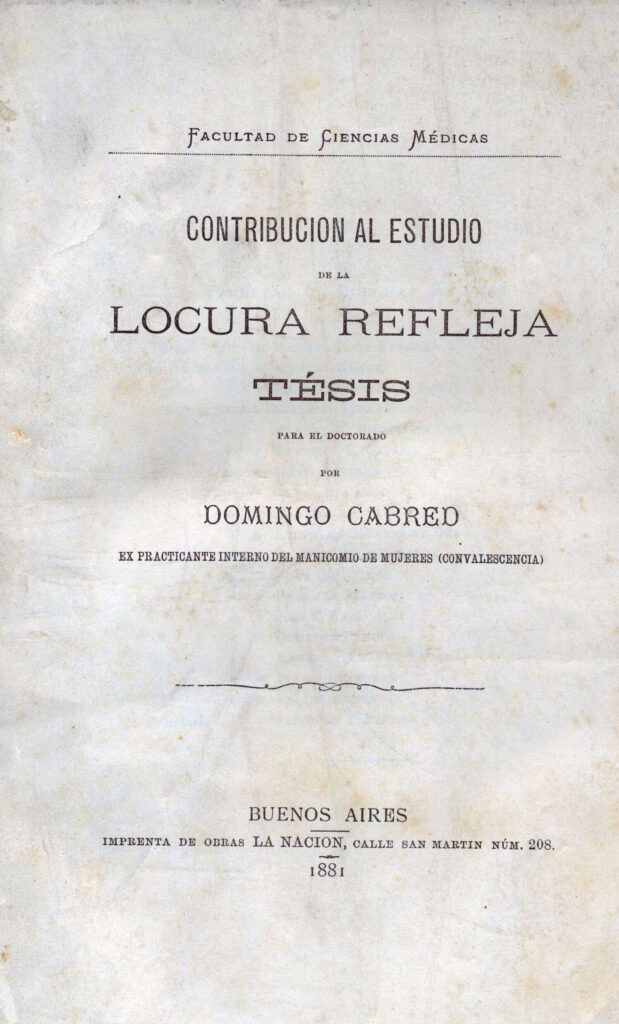 Facultad de Ciencias Médicas
CONTRIBUCION AL ESTUDIO
DE LA
LOCURA REFLEJA
TÉSIS
PARA EL DOCTORADO
POR
DOMINGO CABRED
EX PRACTICANTE INTERNO DEL MANICOMIO DE MUJERES (CONVALESCENCIA)
BUENOS AIRES
IMPRENTA DE OBRAS LA NACION, CALLE SAN MARTIN NÚM. 208.
1881